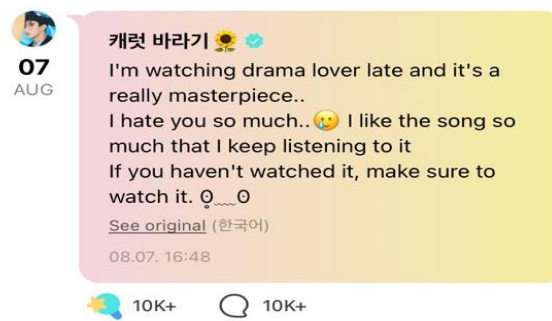 캐럿 바라기🌻
07
AUG
I'm watching drama lover late and it's a
really masterpiece..
I hate you so much..🥲 I like the song so
much that I keep listening to it
If you haven't watched it, make sure to
watch it. ʘ̥﹏ʘ
See original (한국어)
08.07. 16:48
10K+ 10K+